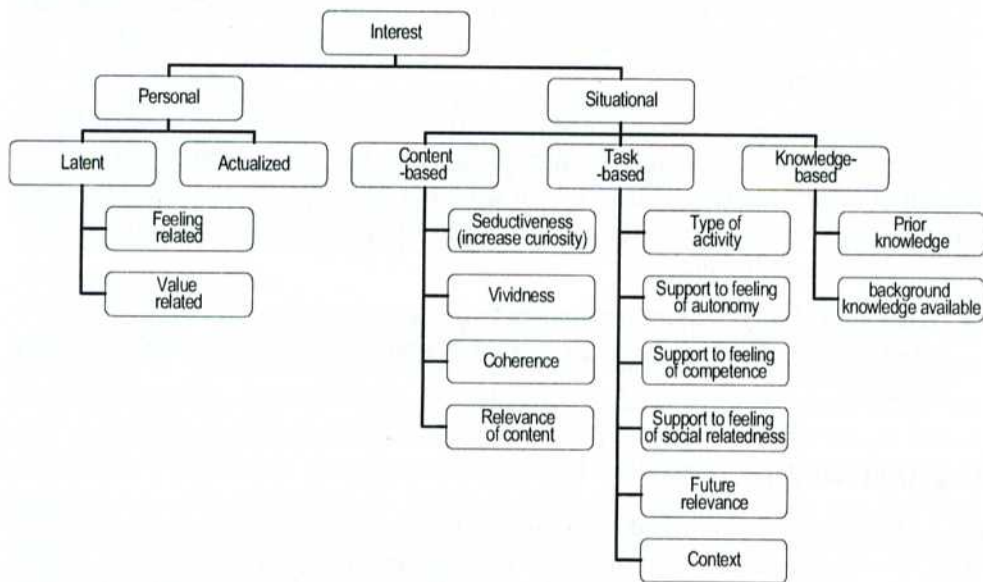 Interest
Personal
Situational
Latent
Actualized
Content
-based
Task
-based
Knowledge-
based
Feeling
related
Value
related
Seductiveness
(increase curiosity)
Vividness
Coherence
Relevance
of content
Type of
activity
Support to feeling
of autonomy
Support to feeling
of competence
Support to feeling
of social relatedness
Future
relevance
Context
Prior
knowledge
background
knowledge available